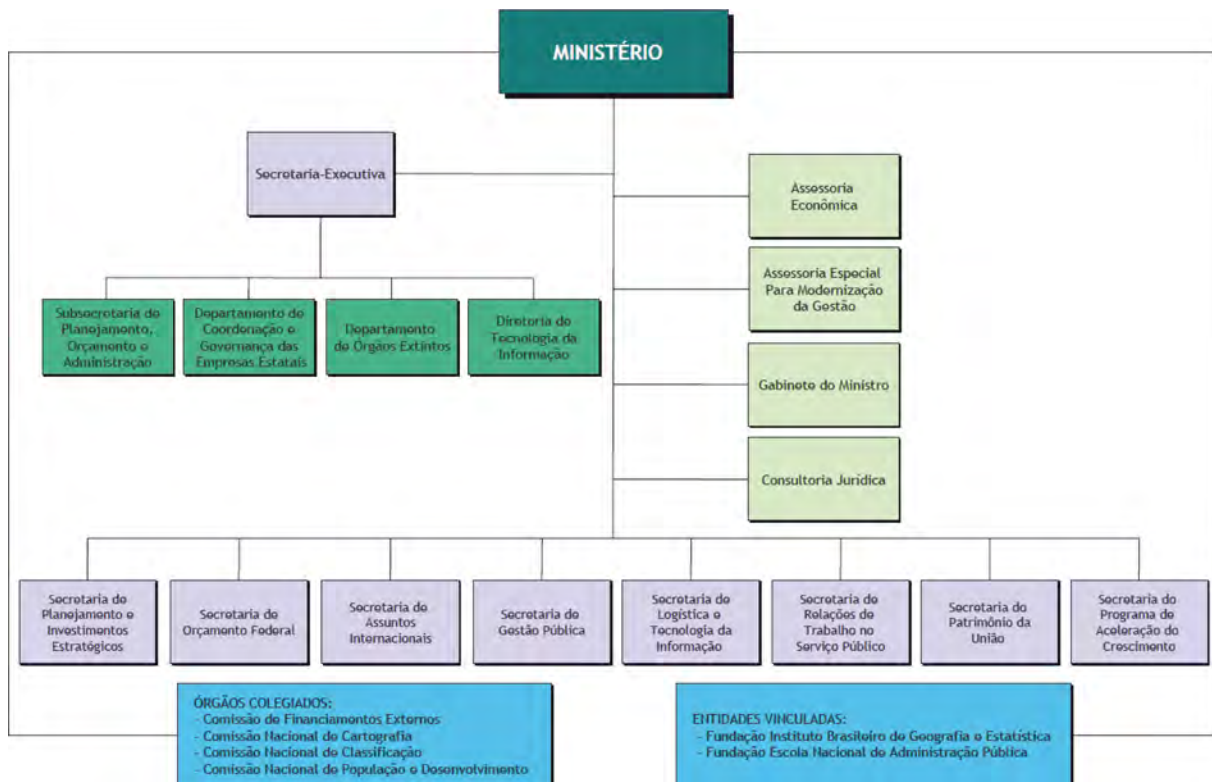 MINISTÉRIO
Secretaria-Executiva
Assessoria
Econômica
Assessoria Especial
Para Modernização
da Gestão
Subsecretaria de
Planejamento,
Orçamento e
Administração
Departamento de
Coordenação e
Governança das
Empresas Estatais
Departamento
de Órgãos Extintos
Diretoria de
Tecnologia da
Informação
Gabinete do Ministro
Consultoria Jurídica
Secretaria de
Planejamento e
Investimentos
Estratégicos
Secretaria de
Orçamento Federal
Secretaria de
Assuntos
Internacionais
Secretaria de
Gestão Pública
Secretaria de
Logística e
Tecnologia da
Informação
Secretaria de
Relações de
Trabalho no
Serviço Público
Secretaria do
Patrimônio da
União
Secretaria do
Programa de
Aceleração do
Crescimento
ÓRGÃOS COLEGIADOS:
- Comissão de Financiamentos Externos
- Comissão Nacional de Cartografia
- Comissão Nacional de Classificação
- Comissão Nacional de População e Desenvolvimento
ENTIDADES VINCULADAS:
- Fundação Instituto Brasileiro de Geografia e Estatística
- Fundação Escola Nacional de Administração Pública